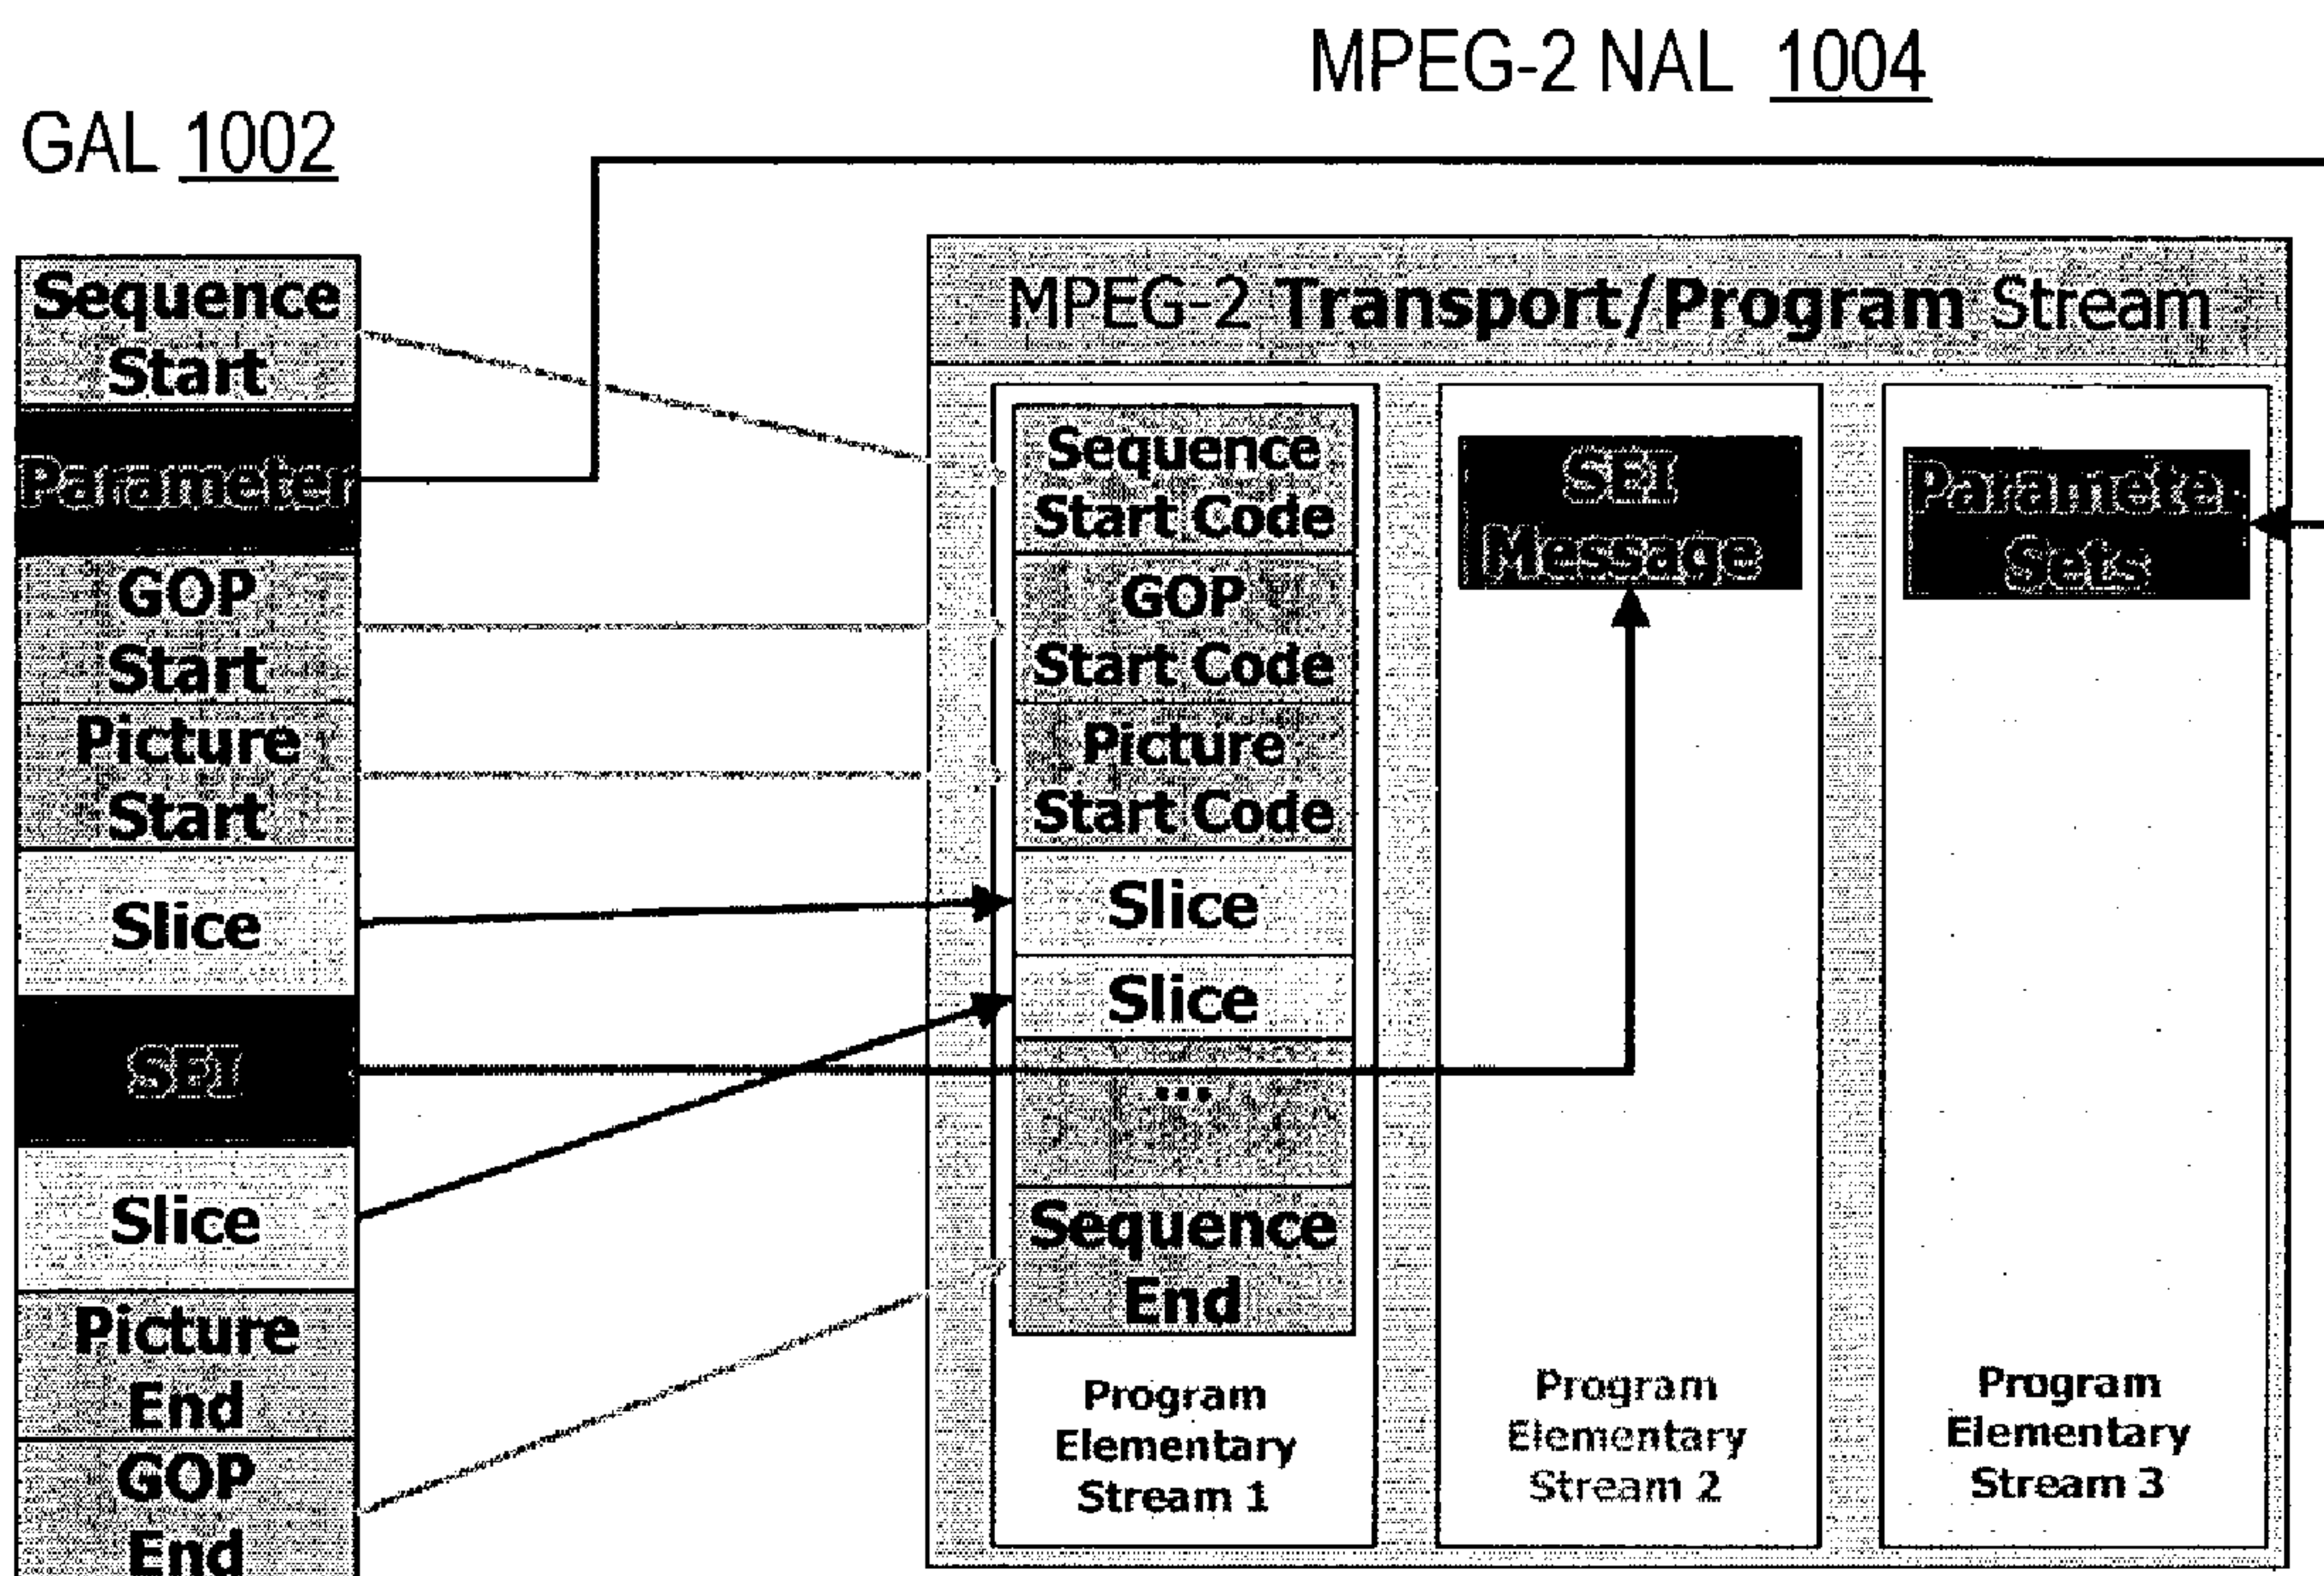 MPEG-2 NAL 1004
GAL 1002
Sequence
Start
Parameter
GOP
Start
Picture
Start
Slice
SEI
Slice
Picture
End
GOP
End
MPEG-2 Transport/Program Stream
Sequence
Start Code
GOP
Start Code
Picture
Start Code
Slice
Slice
...
Sequence
End
Program
Elementary
Stream 1
SEI
Message
Program
Elementary
Stream 2
Parameter
Sets
Program
Elementary
Stream 3